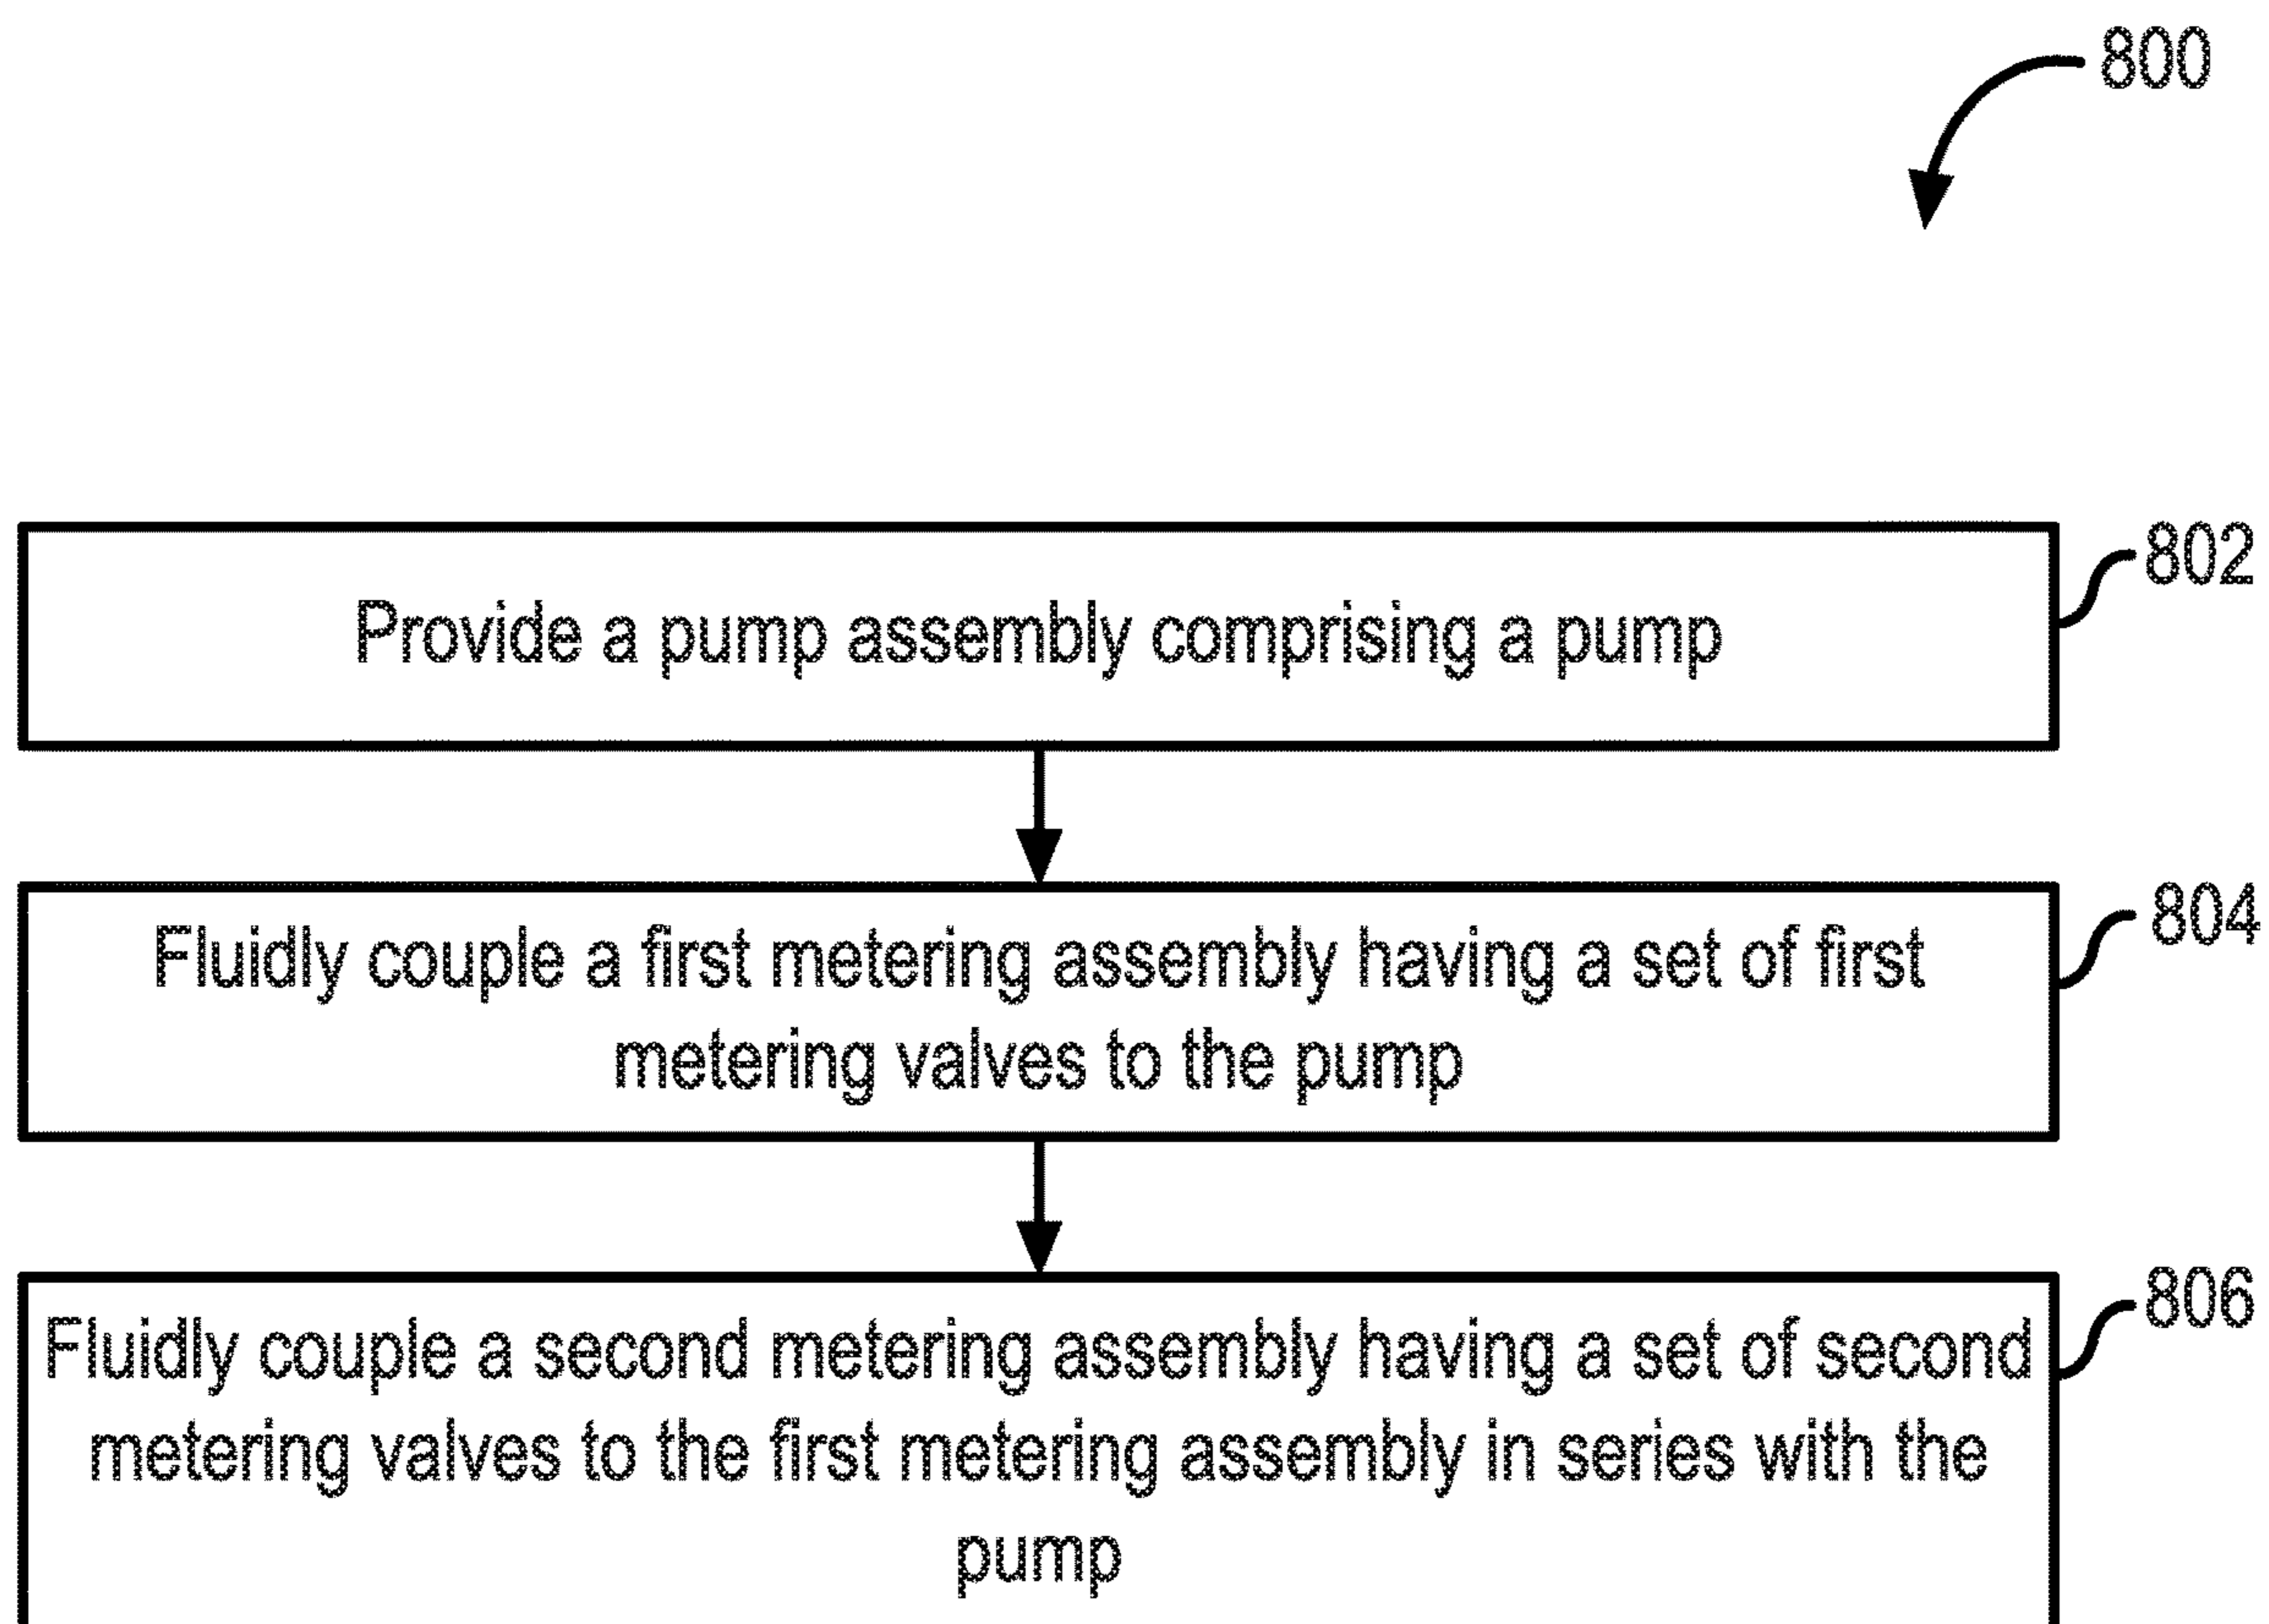 800
802
Provide a pump assembly comprising a pump
804
Fluidly couple a first metering assembly having a set of first
metering valves to the pump
806
Fluidly couple a second metering assembly having a set of second
metering valves to the first metering assembly in series with the
pump